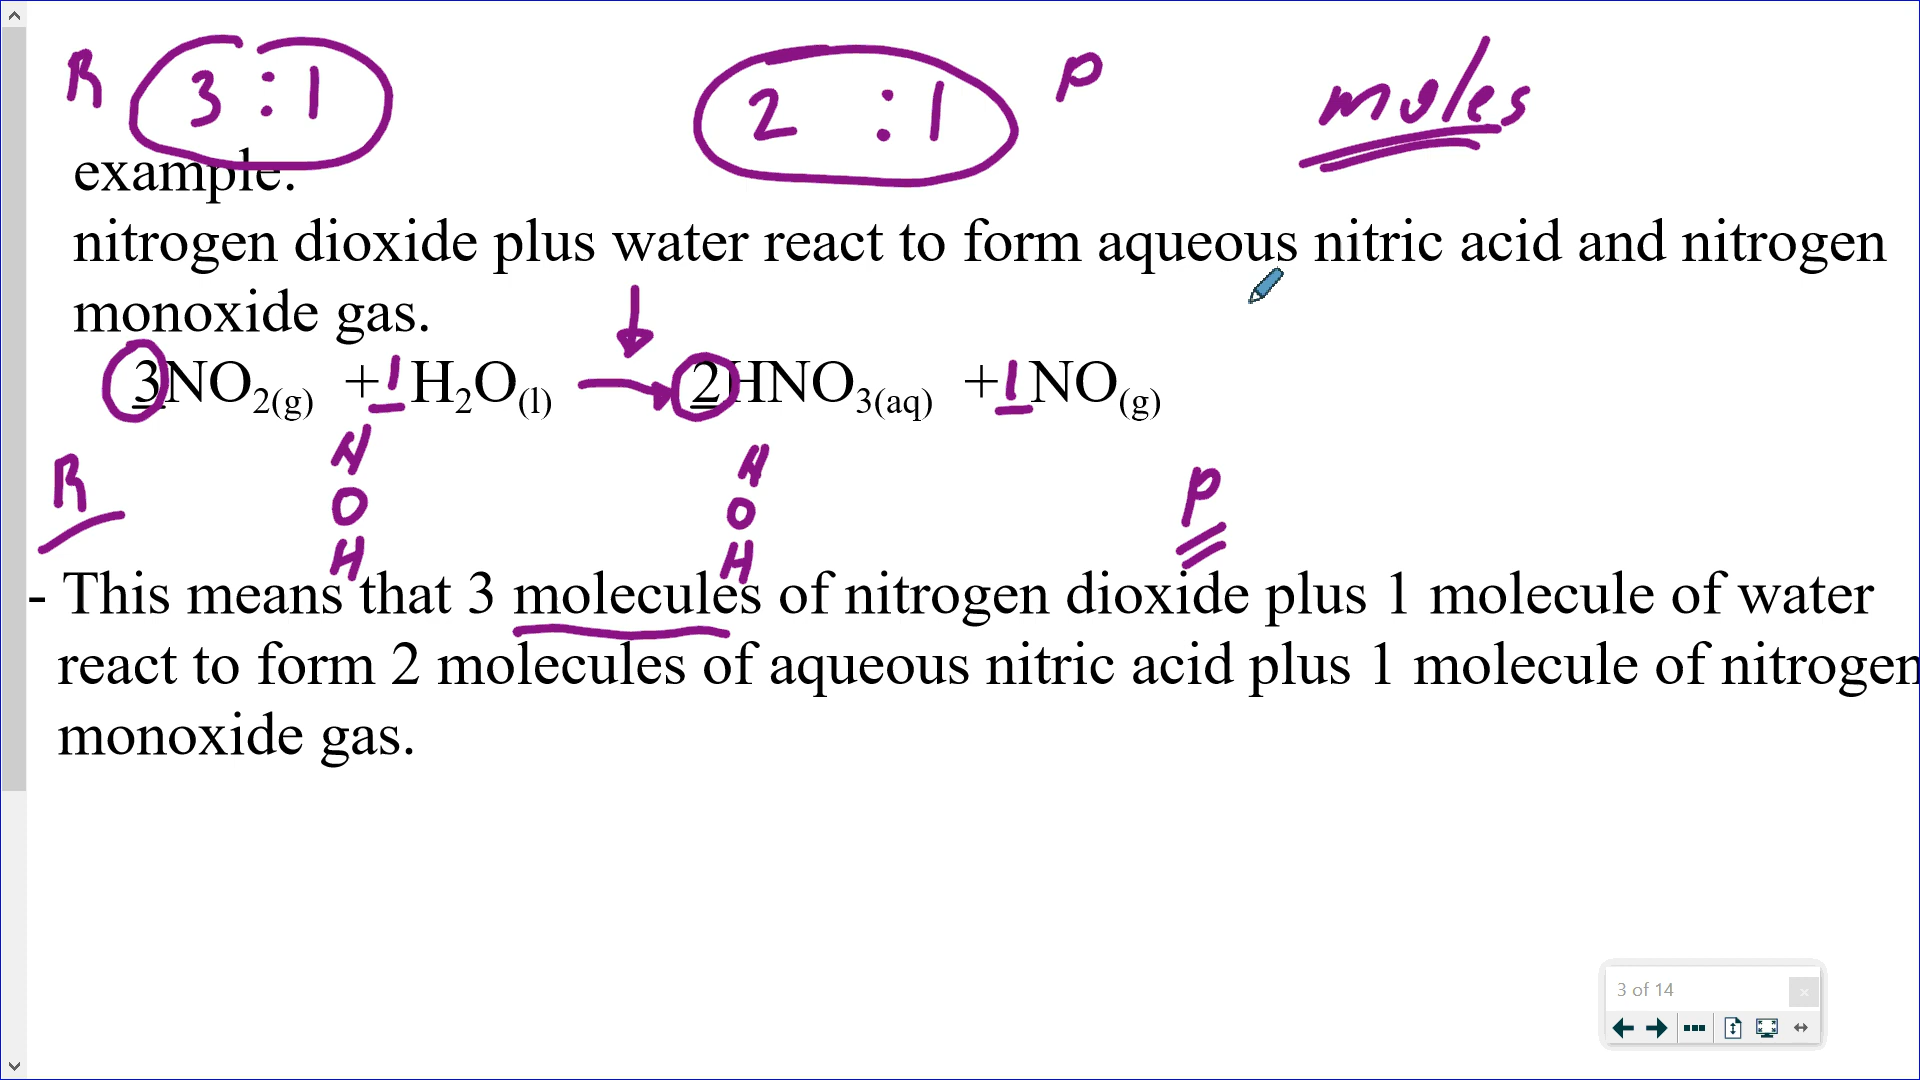 R 3 : 1 2 : 1 P moles
example:
nitrogen dioxide plus water react to form aqueous nitric acid and nitrogen
monoxide gas.
3NO2(g) + 1 H2O(l) → 2HNO3(aq) + 1 NO(g)
R N N P
O O
H H
- This means that 3 molecules of nitrogen dioxide plus 1 molecule of water
react to form 2 molecules of aqueous nitric acid plus 1 molecule of nitrogen
monoxide gas.
3 of 14